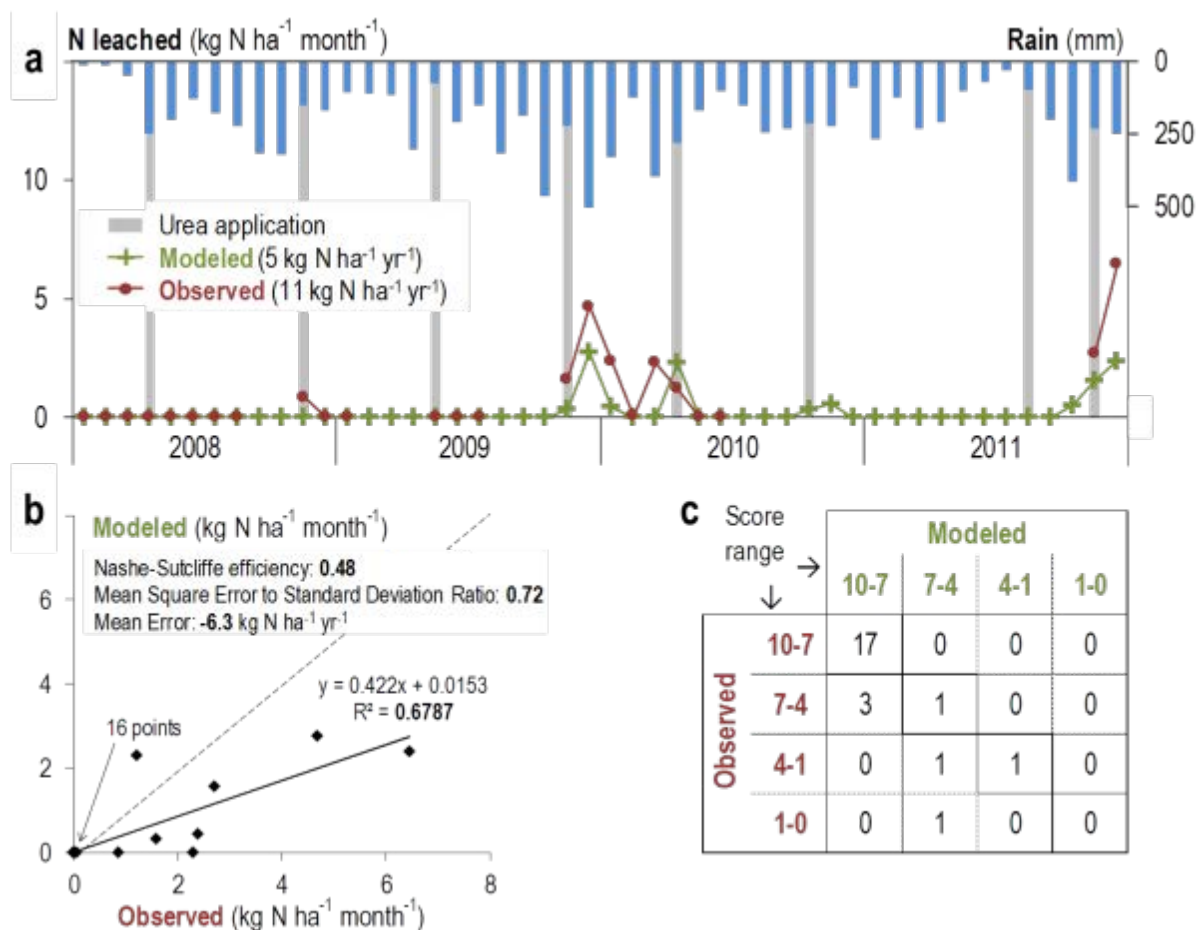 a
N leached (kg N ha⁻¹ month⁻¹)
Rain (mm)
0
250
500
10
5
0
Urea application
Modeled (5 kg N ha⁻¹ yr⁻¹)
Observed (11 kg N ha⁻¹ yr⁻¹)
2008 2009 2010 2011
b
Modeled (kg N ha⁻¹ month⁻¹)
Nashe-Sutcliffe efficiency: 0.48
Mean Square Error to Standard Deviation Ratio: 0.72
Mean Error: -6.3 kg N ha⁻¹ yr⁻¹
6
4
2
0
y = 0.422x + 0.0153
R² = 0.6787
16 points
0 2 4 6 8
Observed (kg N ha⁻¹ month⁻¹)
c
Score
range
Modeled
10-7 7-4 4-1 1-0
Observed
10-7 17 0 0 0
7-4 3 1 0 0
4-1 0 1 1 0
1-0 0 1 0 0